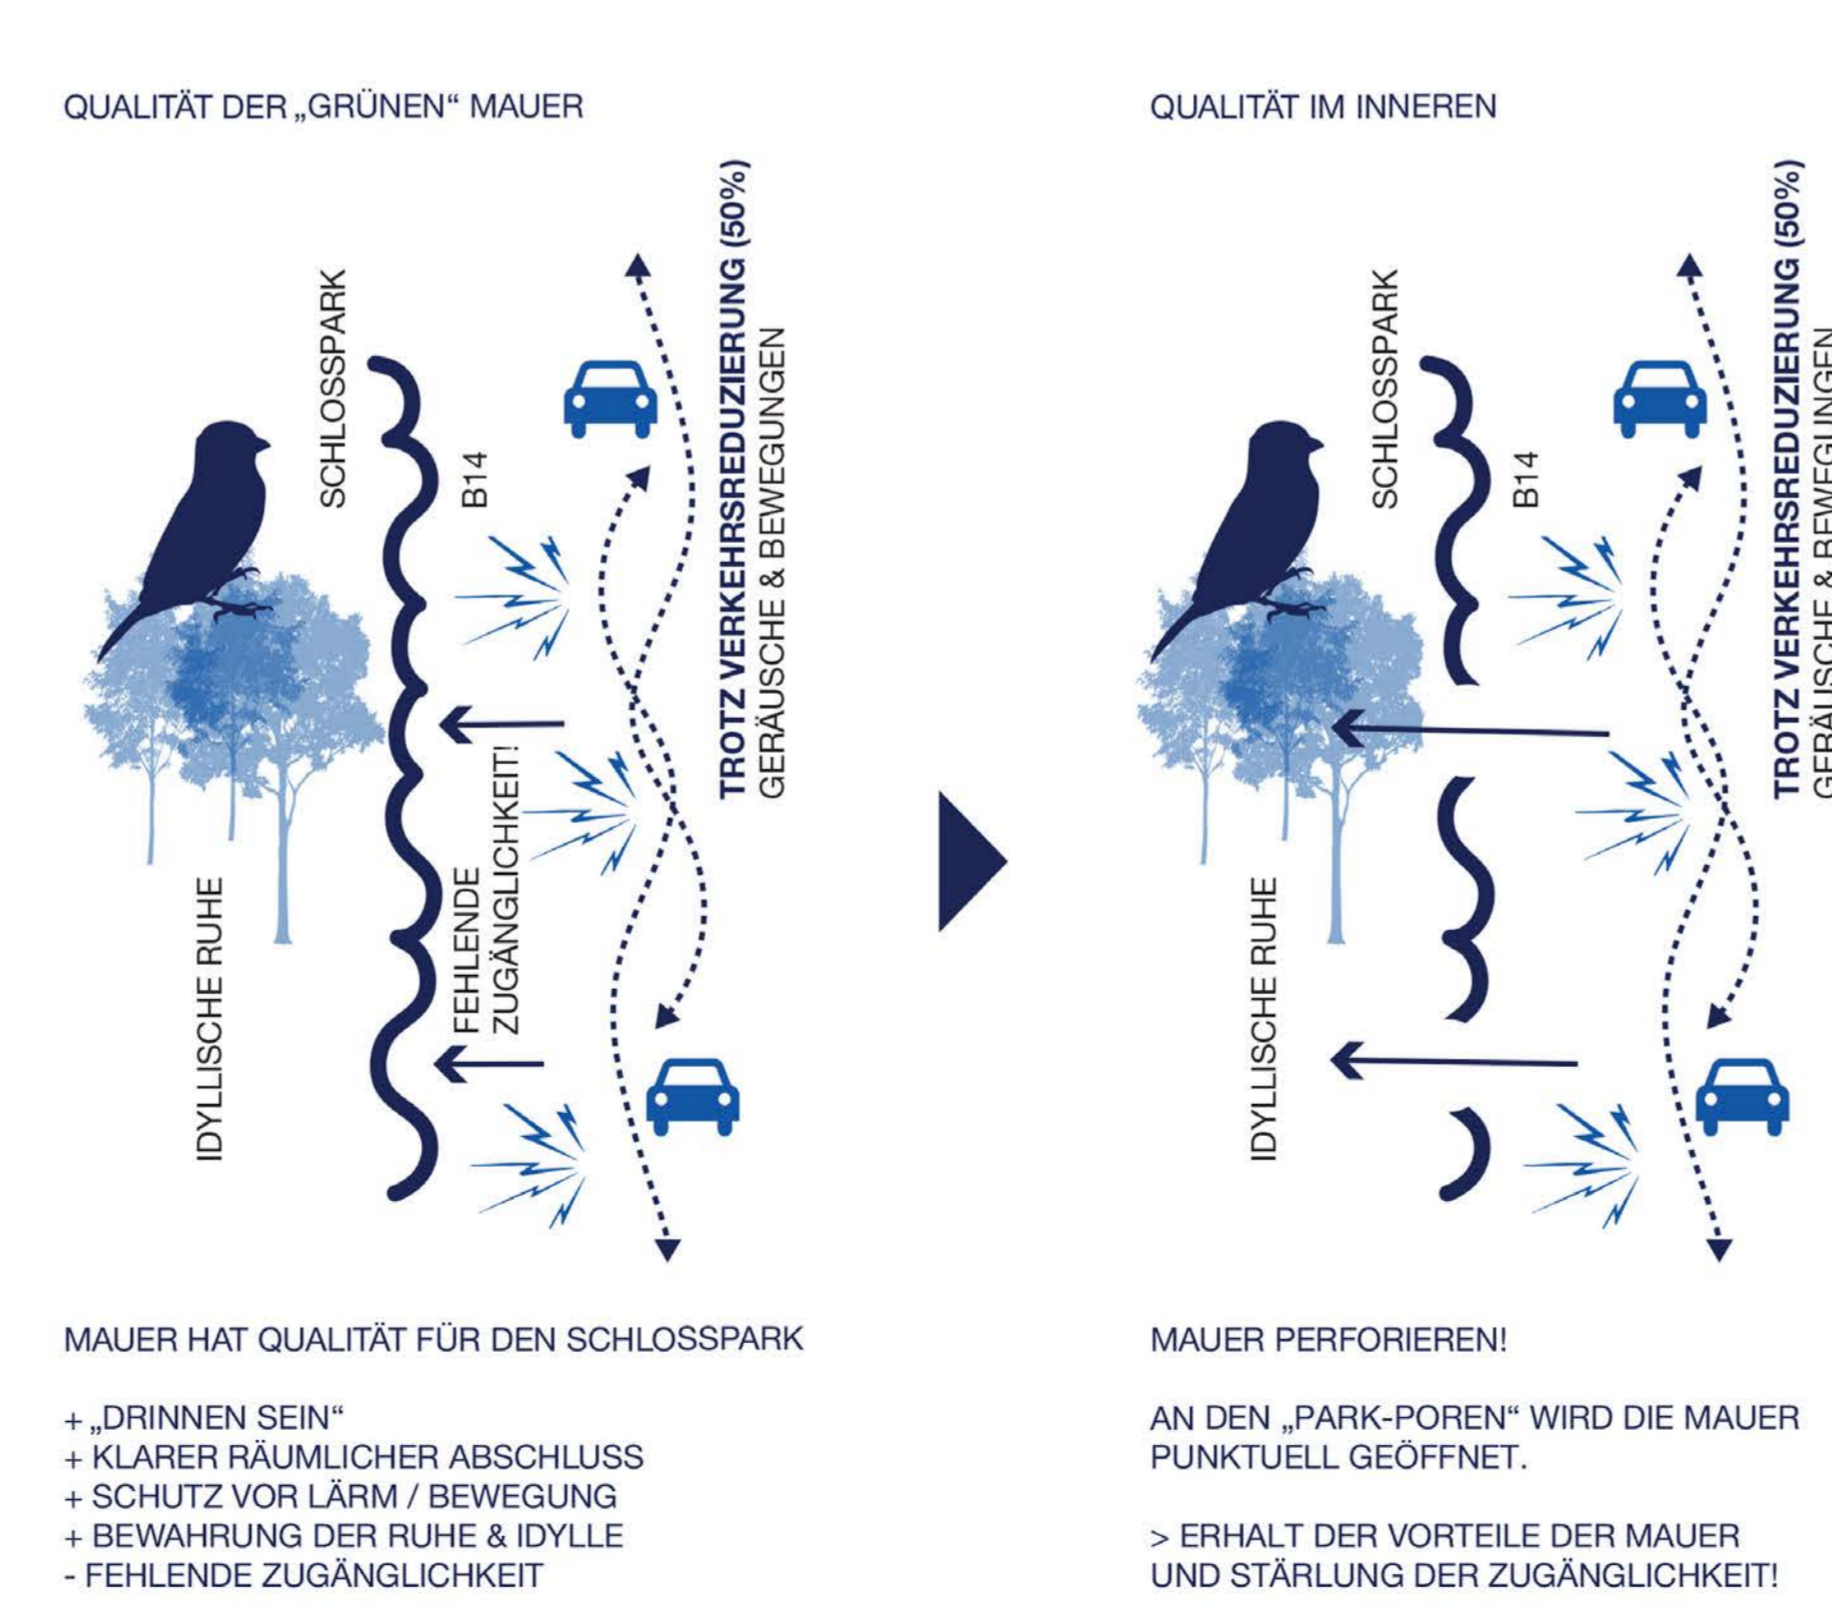 QUALITÄT DER „GRÜNEN“ MAUER
SCHLOSSPARK
B14
TROTZ VERKEHRSREDUZIERUNG (50%)
GERÄUSCHE & BEWEGUNGEN
FEHLENDE
ZUGÄNGLICHKEIT!
IDYLLISCHE RUHE
MAUER HAT QUALITÄT FÜR DEN SCHLOSSPARK
+ „DRINNEN SEIN“
+ KLARER RÄUMLICHER ABSCHLUSS
+ SCHUTZ VOR LÄRM / BEWEGUNG
+ BEWAHRUNG DER RUHE & IDYLLE
- FEHLENDE ZUGÄNGLICHKEIT
QUALITÄT IM INNEREN
SCHLOSSPARK
B14
TROTZ VERKEHRSREDUZIERUNG (50%)
GERÄUSCHE & BEWEGUNGEN
IDYLLISCHE RUHE
MAUER PERFORIEREN!
AN DEN „PARK-POREN“ WIRD DIE MAUER
PUNKTUELL GEÖFFNET.
> ERHALT DER VORTEILE DER MAUER
UND STÄRLUNG DER ZUGÄNGLICHKEIT!